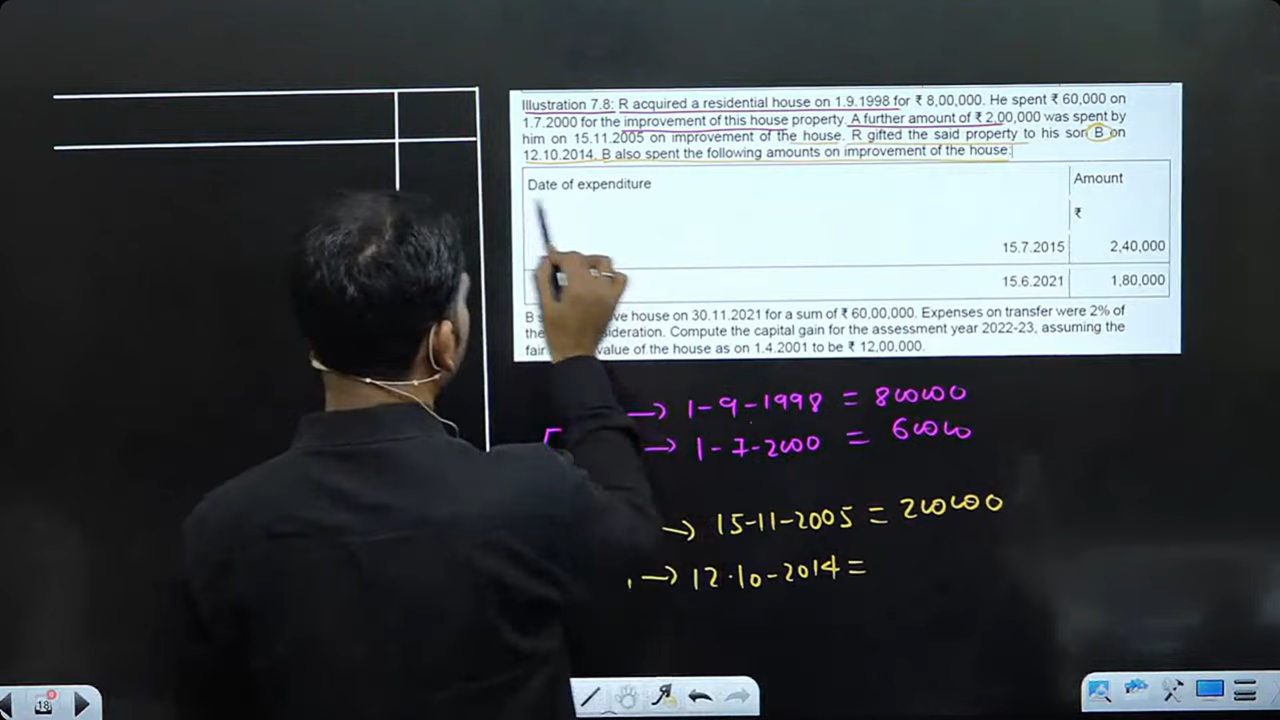 Illustration 7.8: R acquired a residential house on 1.9.1998 for ₹ 8,00,000. He spent ₹ 60,000 on
1.7.2000 for the improvement of this house property. A further amount of ₹ 2,00,000 was spent by
him on 15.11.2005 on improvement of the house. R gifted the said property to his son B on
12.10.2014. B also spent the following amounts on improvement of the house:
Date of expenditure Amount
₹
15.7.2015 2,40,000
15.6.2021 1,80,000
B house on 30.11.2021 for a sum of ₹ 60,00,000. Expenses on transfer were 2% of
the Compute the capital gain for the assessment year 2022-23, assuming the
fair value of the house as on 1.4.2001 to be ₹ 12,00,000.
→ 1-9-1998 = 800000
→ 1-7-2000 = 60000
→ 15-11-2005 = 200000
→ 12.10-2014 =
18